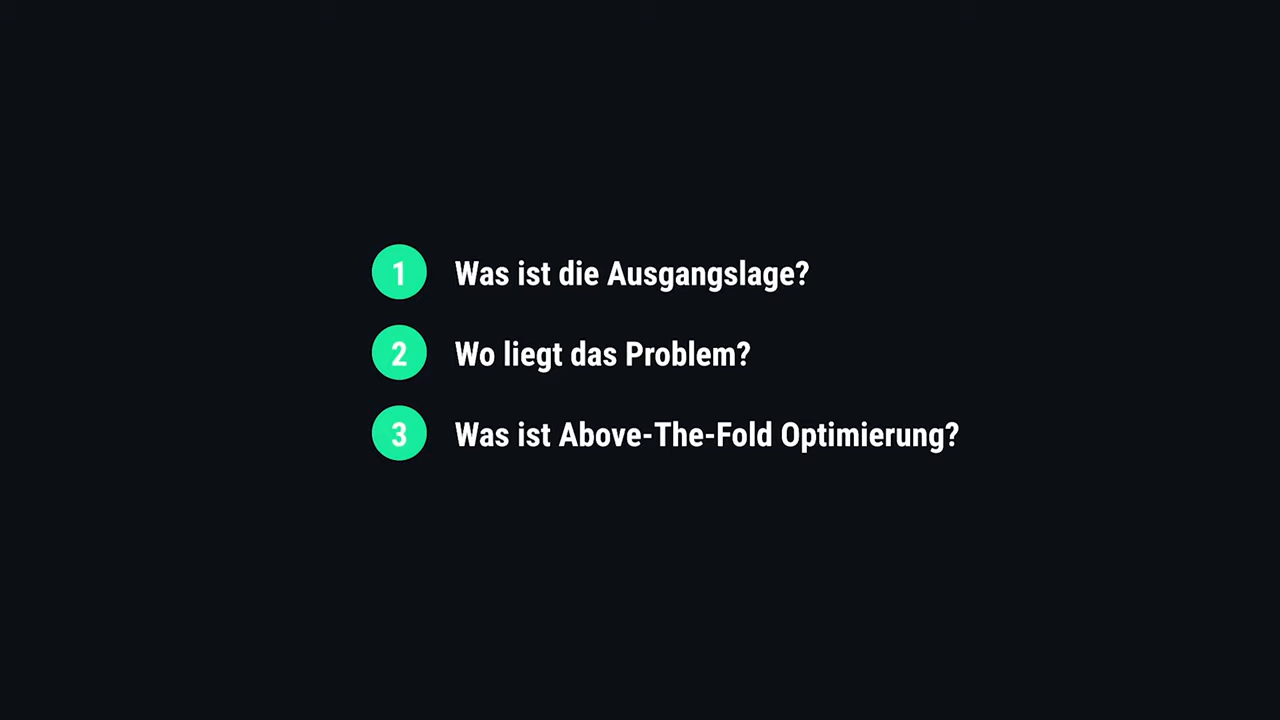 1 Was ist die Ausgangslage?
2 Wo liegt das Problem?
3 Was ist Above-The-Fold Optimierung?